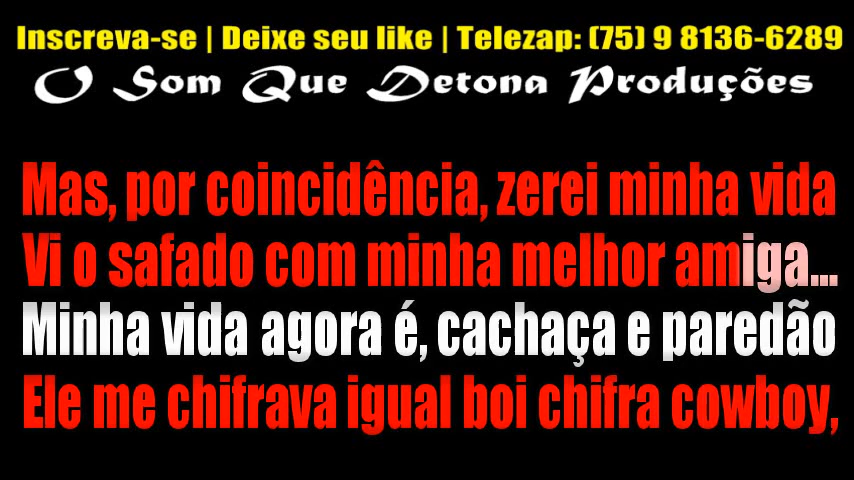 Inscreva-se | Deixe seu like | Telezap: (75) 9 8136-6289
O Som Que Detona Produções
Mas, por coincidência, zerei minha vida
Vi o safado com minha melhor amiga...
Minha vida agora é, cachaça e paredão
Ele me chifrava igual boi chifra cowboy,